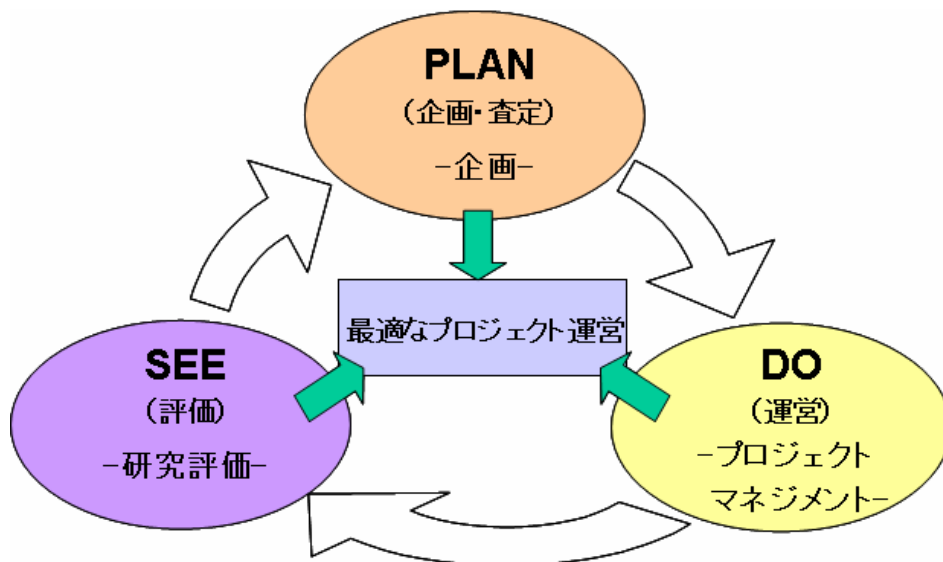 PLAN
(企画・査定)
-企画-
最適なプロジェクト運営
SEE
(評価)
-研究評価-
DO
(運営)
-プロジェクト
マネジメント-